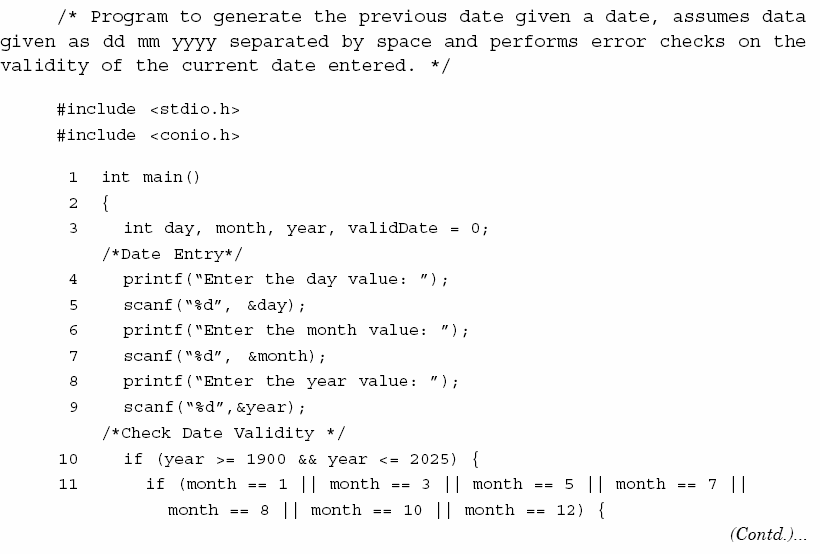 /* Program to generate the previous date given a date, assumes data
given as dd mm yyyy separated by space and performs error checks on the
validity of the current date entered. */
#include <stdio.h>
#include <conio.h>
1 int main()
2 {
3 int day, month, year, validDate = 0;
/*Date Entry*/
4 printf(“Enter the day value: ”);
5 scanf(“%d”, &day);
6 printf(“Enter the month value: ”);
7 scanf(“%d”, &month);
8 printf(“Enter the year value: ”);
9 scanf(“%d”,&year);
/*Check Date Validity */
10 if (year >= 1900 && year <= 2025) {
11 if (month == 1 || month == 3 || month == 5 || month == 7 ||
month == 8 || month == 10 || month == 12) {
(Contd.)...